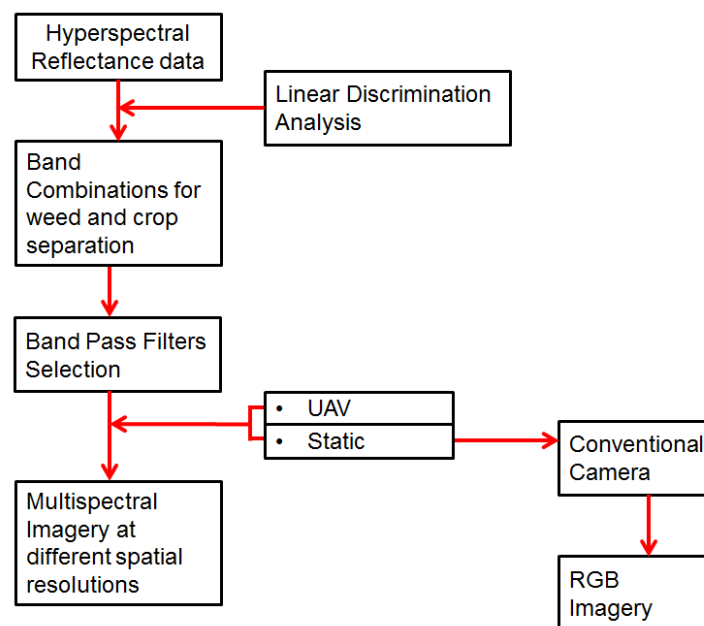 Hyperspectral
Reflectance data
Linear Discrimination
Analysis
Band
Combinations for
weed and crop
separation
Band Pass Filters
Selection
• UAV
• Static
Conventional
Camera
Multispectral
Imagery at
different spatial
resolutions
RGB
Imagery